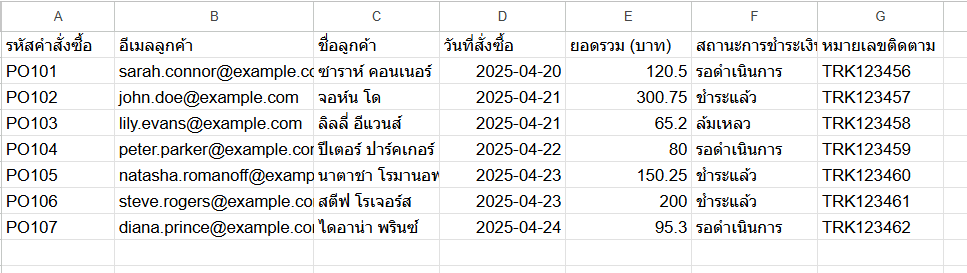 A B C D E F G
รหัสคำสั่งซื้อ อีเมลลูกค้า ชื่อลูกค้า วันที่สั่งซื้อ ยอดรวม (บาท) สถานะการชำระเงิ หมายเลขติดตาม
PO101 sarah.connor@example.co ซาราห์ คอนเนอร์ 2025-04-20 120.5 รอดำเนินการ TRK123456
PO102 john.doe@example.com จอห์น โด 2025-04-21 300.75 ชำระแล้ว TRK123457
PO103 lily.evans@example.com ลิลลี่ อีแวนส์ 2025-04-21 65.2 ล้มเหลว TRK123458
PO104 peter.parker@example.com ปีเตอร์ ปาร์คเกอร์ 2025-04-22 80 รอดำเนินการ TRK123459
PO105 natasha.romanoff@examp นาตาชา โรมานอฟ 2025-04-23 150.25 ชำระแล้ว TRK123460
PO106 steve.rogers@example.co สตีฟ โรเจอร์ส 2025-04-23 200 ชำระแล้ว TRK123461
PO107 diana.prince@example.com ไดอาน่า พรินซ์ 2025-04-24 95.3 รอดำเนินการ TRK123462